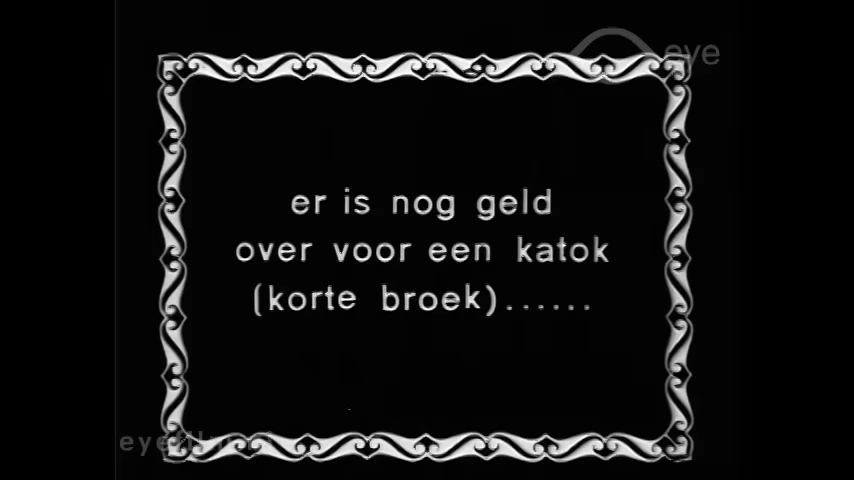 eye
er is nog geld
over voor een katok
(korte broek)......